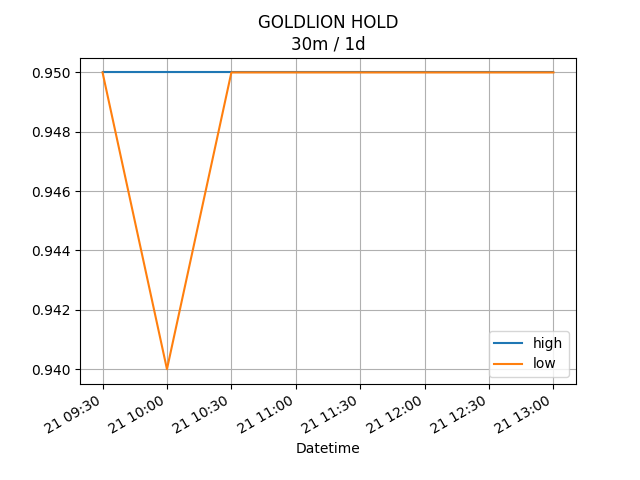 GOLDLION HOLD
30m / 1d
0.950
0.948
0.946
0.944
0.942
0.940
high
low
21 09:30
21 10:00
21 10:30
21 11:00
21 11:30
21 12:00
21 12:30
21 13:00
Datetime